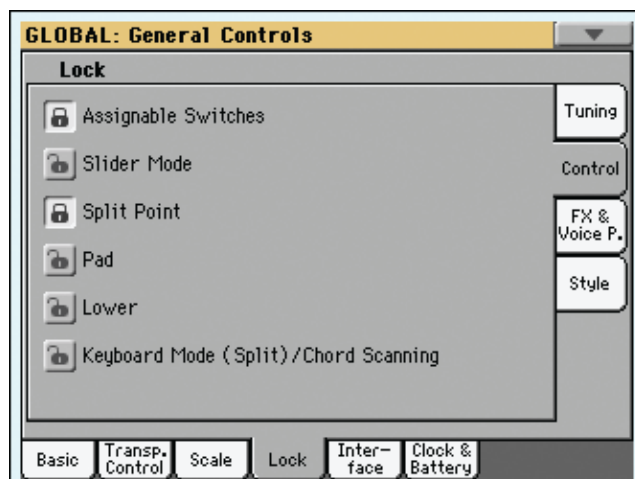 GLOBAL: General Controls
Lock
Assignable Switches
Slider Mode
Split Point
Pad
Lower
Keyboard Mode (Split)/Chord Scanning
Tuning
Control
FX &
Voice P.
Style
Basic
Transp.
Control
Scale
Lock
Inter-
face
Clock &
Battery